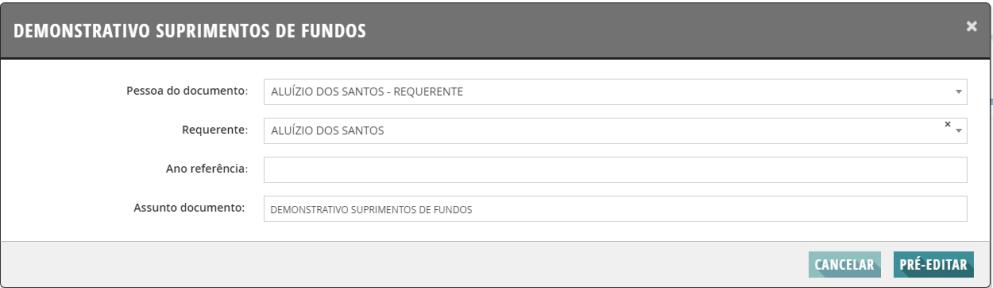 DEMONSTRATIVO SUPRIMENTOS DE FUNDOS ×
Pessoa do documento: ALUÍZIO DOS SANTOS - REQUERENTE
Requerente: ALUÍZIO DOS SANTOS ×
Ano referência:
Assunto documento: DEMONSTRATIVO SUPRIMENTOS DE FUNDOS
CANCELAR PRÉ-EDITAR